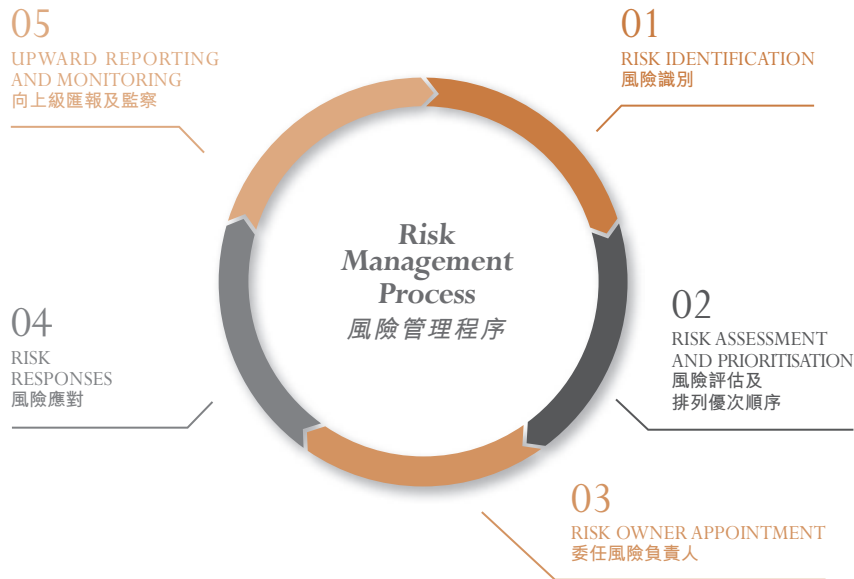 05
UPWARD REPORTING
AND MONITORING
向上級匯報及監察
01
RISK IDENTIFICATION
風險識別
Risk
Management
Process
風險管理程序
04
RISK
RESPONSES
風險應對
02
RISK ASSESSMENT
AND PRIORITISATION
風險評估及
排列優次順序
03
RISK OWNER APPOINTMENT
委任風險負責人